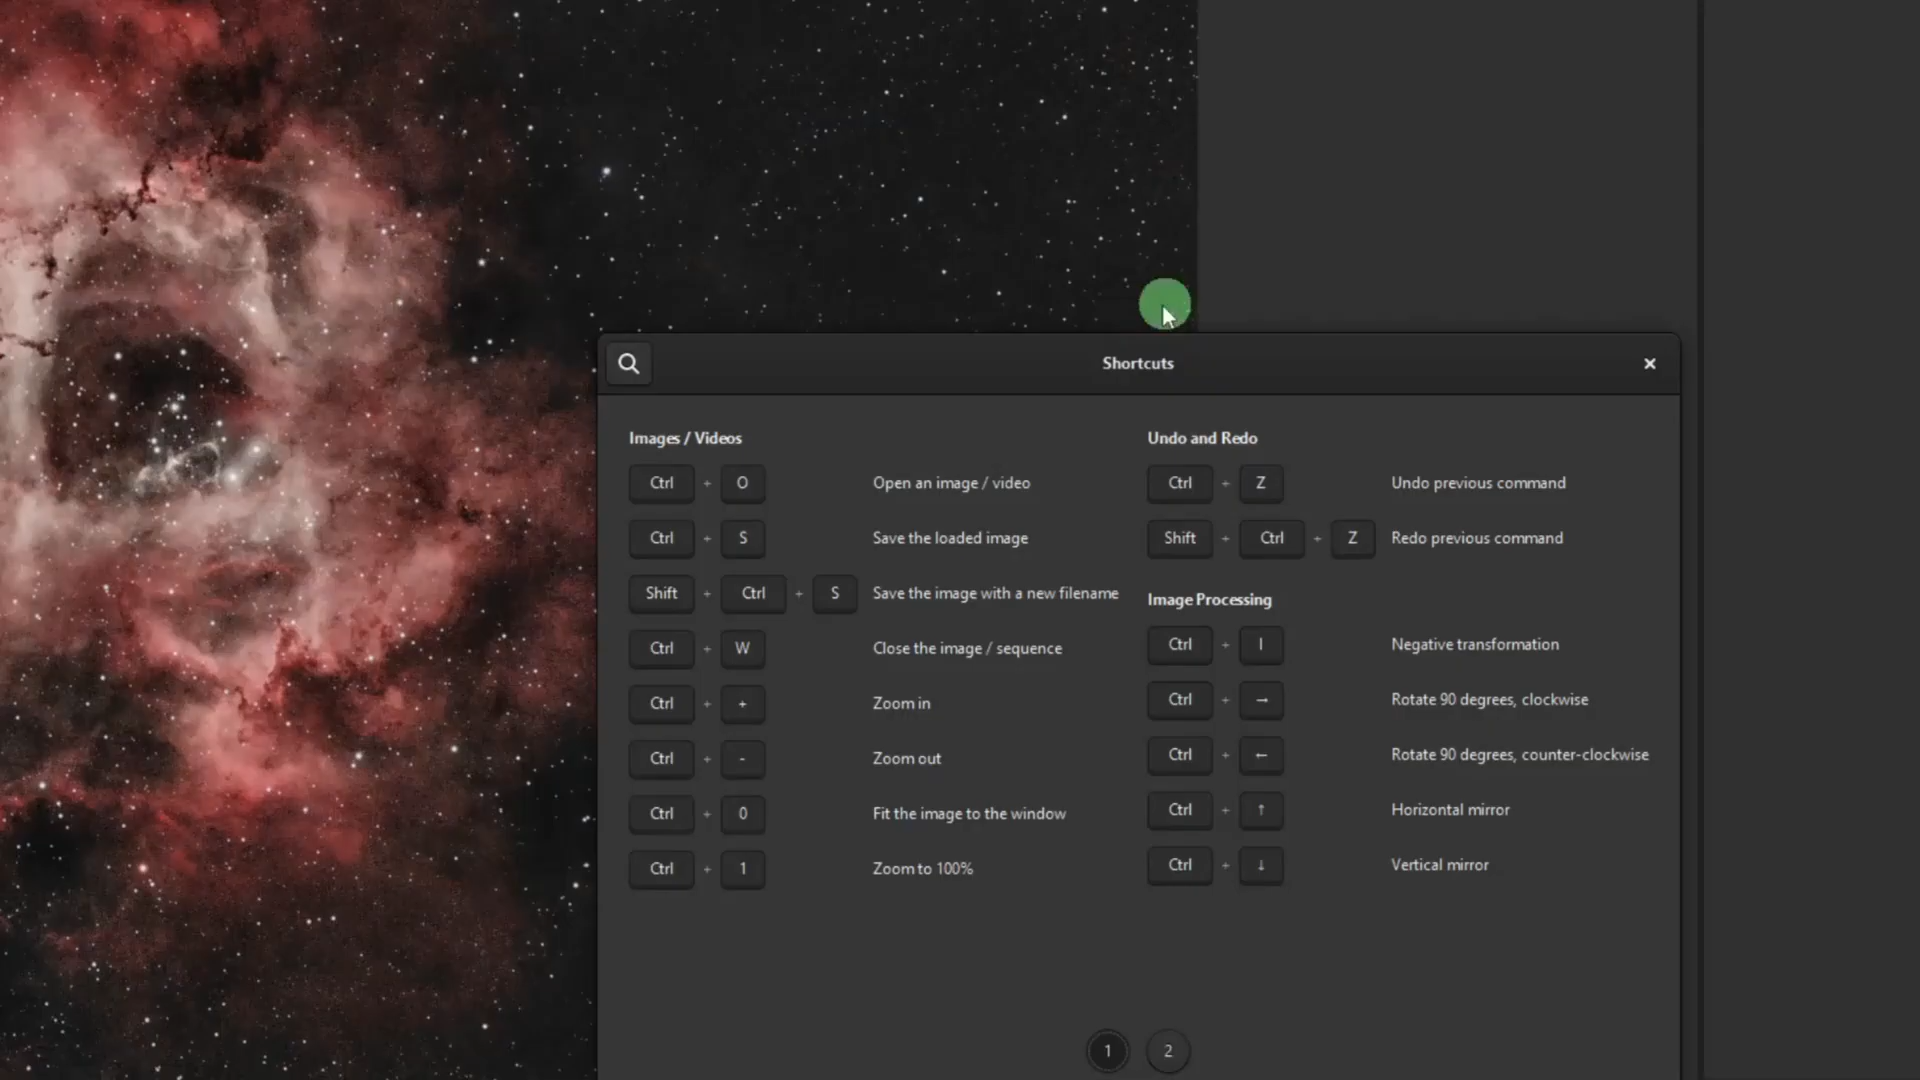 Shortcuts
Images / Videos
Ctrl + O Open an image / video
Ctrl + S Save the loaded image
Shift + Ctrl + S Save the image with a new filename
Ctrl + W Close the image / sequence
Ctrl + + Zoom in
Ctrl + - Zoom out
Ctrl + 0 Fit the image to the window
Ctrl + 1 Zoom to 100%
Undo and Redo
Ctrl + Z Undo previous command
Shift + Ctrl + Z Redo previous command
Image Processing
Ctrl + I Negative transformation
Ctrl + → Rotate 90 degrees, clockwise
Ctrl + ← Rotate 90 degrees, counter-clockwise
Ctrl + ↑ Horizontal mirror
Ctrl + ↓ Vertical mirror
1 2